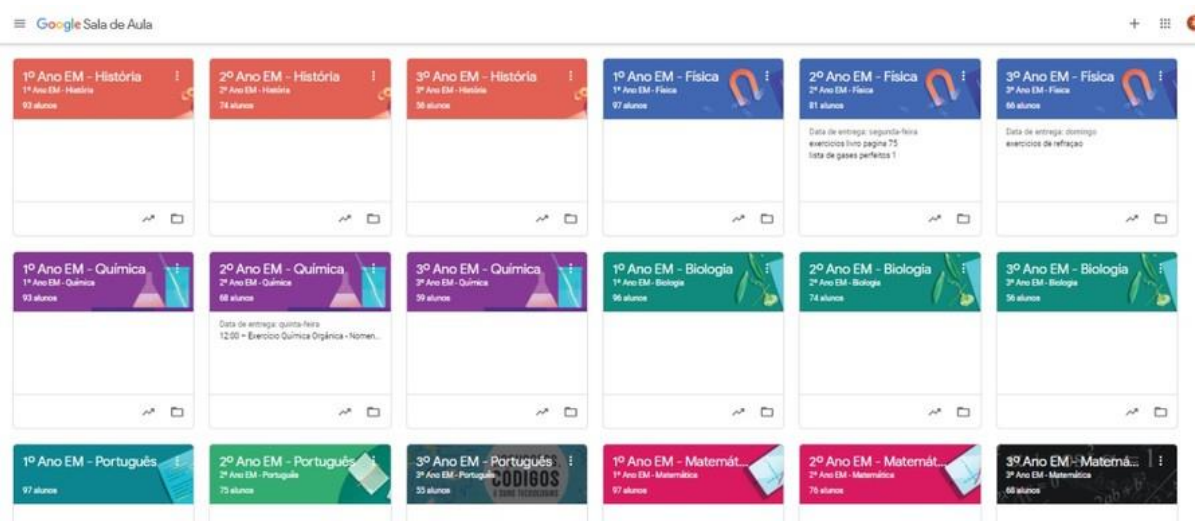 Google Sala de Aula
1º Ano EM - História
1º Ano EM - História
93 alunos
2º Ano EM - História
2º Ano EM - História
74 alunos
3º Ano EM - História
3º Ano EM - História
56 alunos
1º Ano EM - Física
1º Ano EM - Física
97 alunos
2º Ano EM - Física
2º Ano EM - Física
81 alunos
Data de entrega: segunda-feira
exercicios livro pagina 75
lista de gases perfeitos 1
3º Ano EM - Física
3º Ano EM - Física
66 alunos
Data de entrega: domingo
exercicios de refraçao
1º Ano EM - Química
1º Ano EM - Química
93 alunos
2º Ano EM - Química
2º Ano EM - Química
68 alunos
Data de entrega: quinta-feira
12:00 – Exercício Química Orgânica - Nomen...
3º Ano EM - Química
3º Ano EM - Química
59 alunos
1º Ano EM - Biologia
1º Ano EM - Biologia
96 alunos
2º Ano EM - Biologia
2º Ano EM - Biologia
74 alunos
3º Ano EM - Biologia
3º Ano EM - Biologia
56 alunos
1º Ano EM - Português
97 alunos
2º Ano EM - Português
2º Ano EM - Português
75 alunos
3º Ano EM - Português
3º Ano EM - Português
55 alunos
CODIGOS
1º Ano EM - Matemát...
1º Ano EM - Matemática
97 alunos
2º Ano EM - Matemát...
2º Ano EM - Matemática
76 alunos
3º Ano EM - Matemá...
3º Ano EM - Matemática
68 alunos